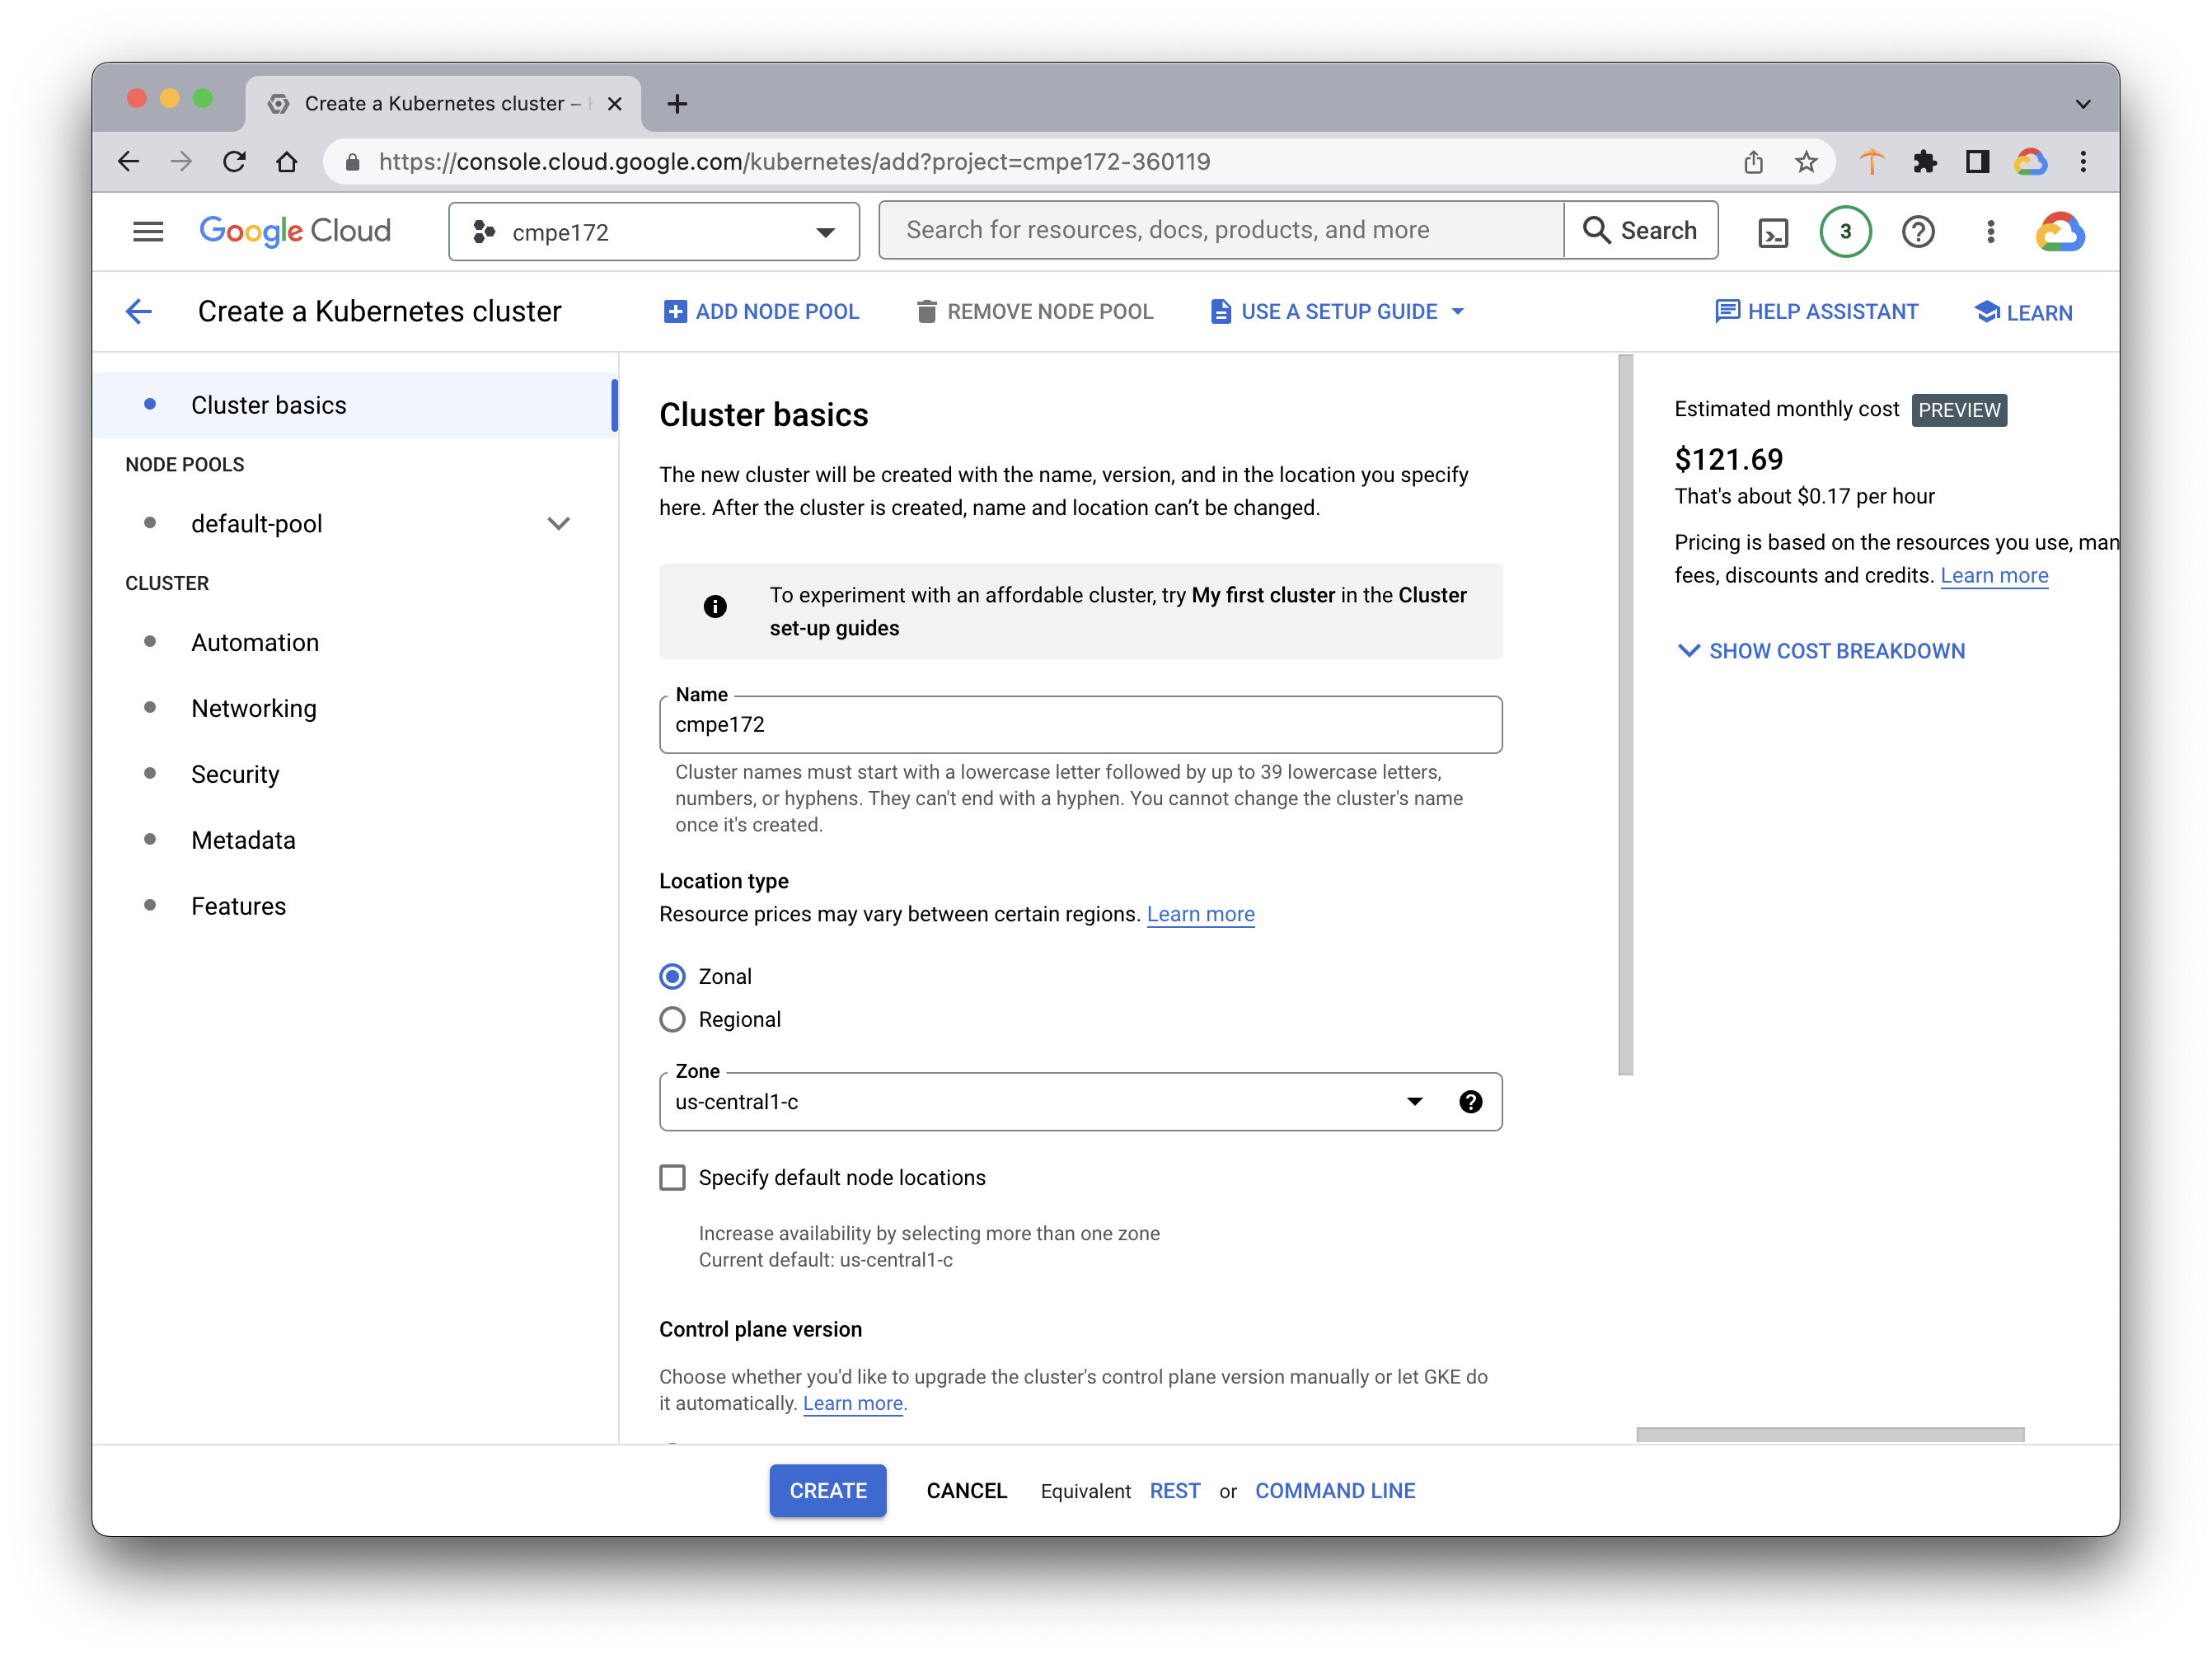 Create a Kubernetes cluster –
https://console.cloud.google.com/kubernetes/add?project=cmpe172-360119
Google Cloud
cmpe172
Search for resources, docs, products, and more
Search
3
Create a Kubernetes cluster
ADD NODE POOL
REMOVE NODE POOL
USE A SETUP GUIDE
HELP ASSISTANT
LEARN
Cluster basics
NODE POOLS
default-pool
CLUSTER
Automation
Networking
Security
Metadata
Features
Cluster basics
The new cluster will be created with the name, version, and in the location you specify
here. After the cluster is created, name and location can’t be changed.
To experiment with an affordable cluster, try My first cluster in the Cluster
set-up guides
Name
cmpe172
Cluster names must start with a lowercase letter followed by up to 39 lowercase letters,
numbers, or hyphens. They can't end with a hyphen. You cannot change the cluster's name
once it's created.
Location type
Resource prices may vary between certain regions. Learn more
Zonal
Regional
Zone
us-central1-c
Specify default node locations
Increase availability by selecting more than one zone
Current default: us-central1-c
Control plane version
Choose whether you'd like to upgrade the cluster's control plane version manually or let GKE do
it automatically. Learn more.
Estimated monthly cost PREVIEW
$121.69
That's about $0.17 per hour
Pricing is based on the resources you use, man
fees, discounts and credits. Learn more
SHOW COST BREAKDOWN
CREATE
CANCEL
Equivalent REST or COMMAND LINE